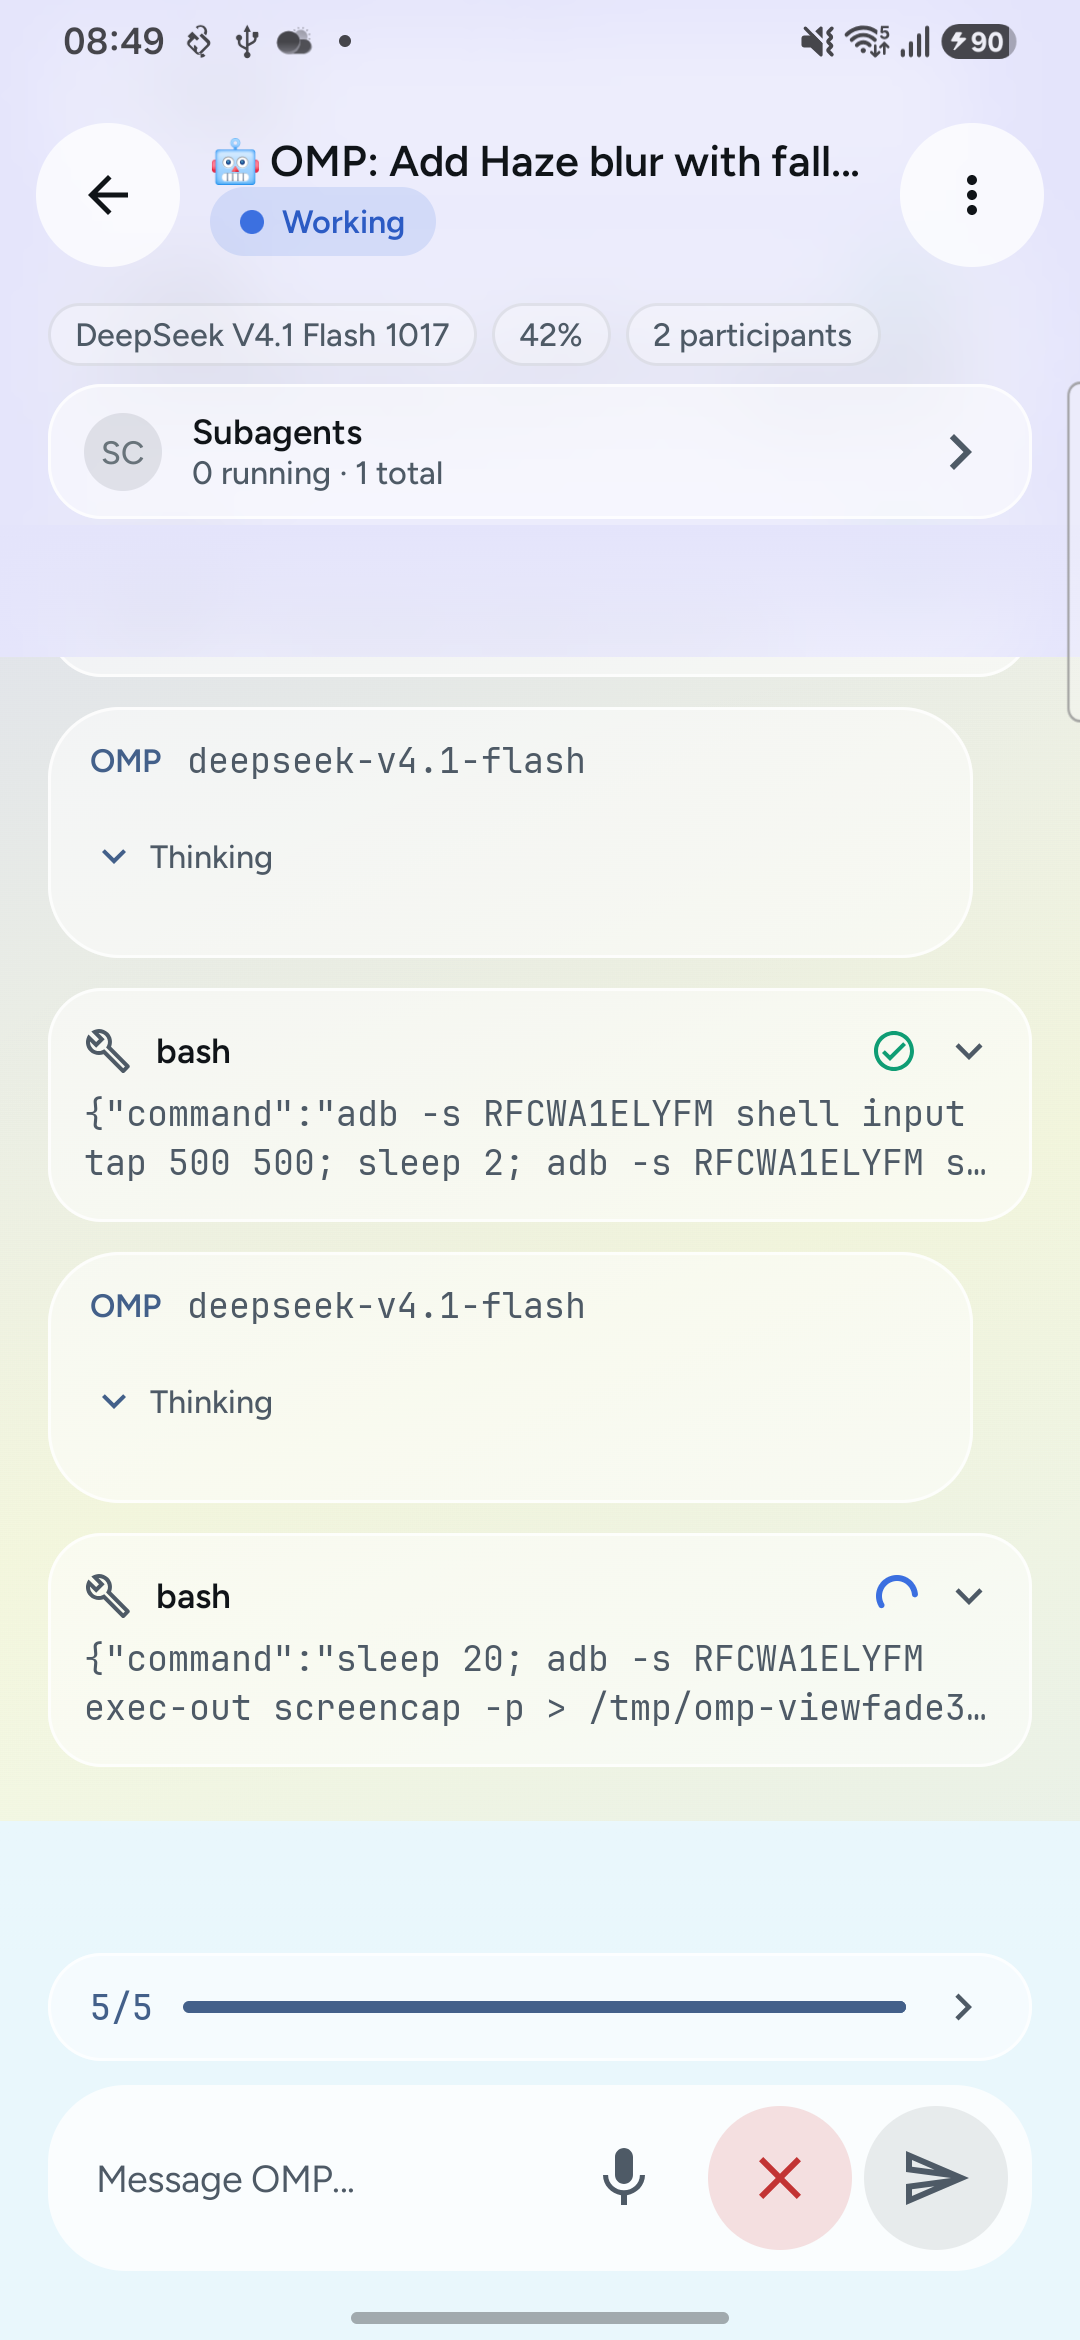 08:49
5
90
🤖 OMP: Add Haze blur with fall...
Working
DeepSeek V4.1 Flash 1017
42%
2 participants
SC
Subagents
0 running · 1 total
OMP deepseek-v4.1-flash
Thinking
bash
{"command":"adb -s RFCWA1ELYFM shell input
tap 500 500; sleep 2; adb -s RFCWA1ELYFM s…
OMP deepseek-v4.1-flash
Thinking
bash
{"command":"sleep 20; adb -s RFCWA1ELYFM
exec-out screencap -p > /tmp/omp-viewfade3…
5/5
Message OMP...